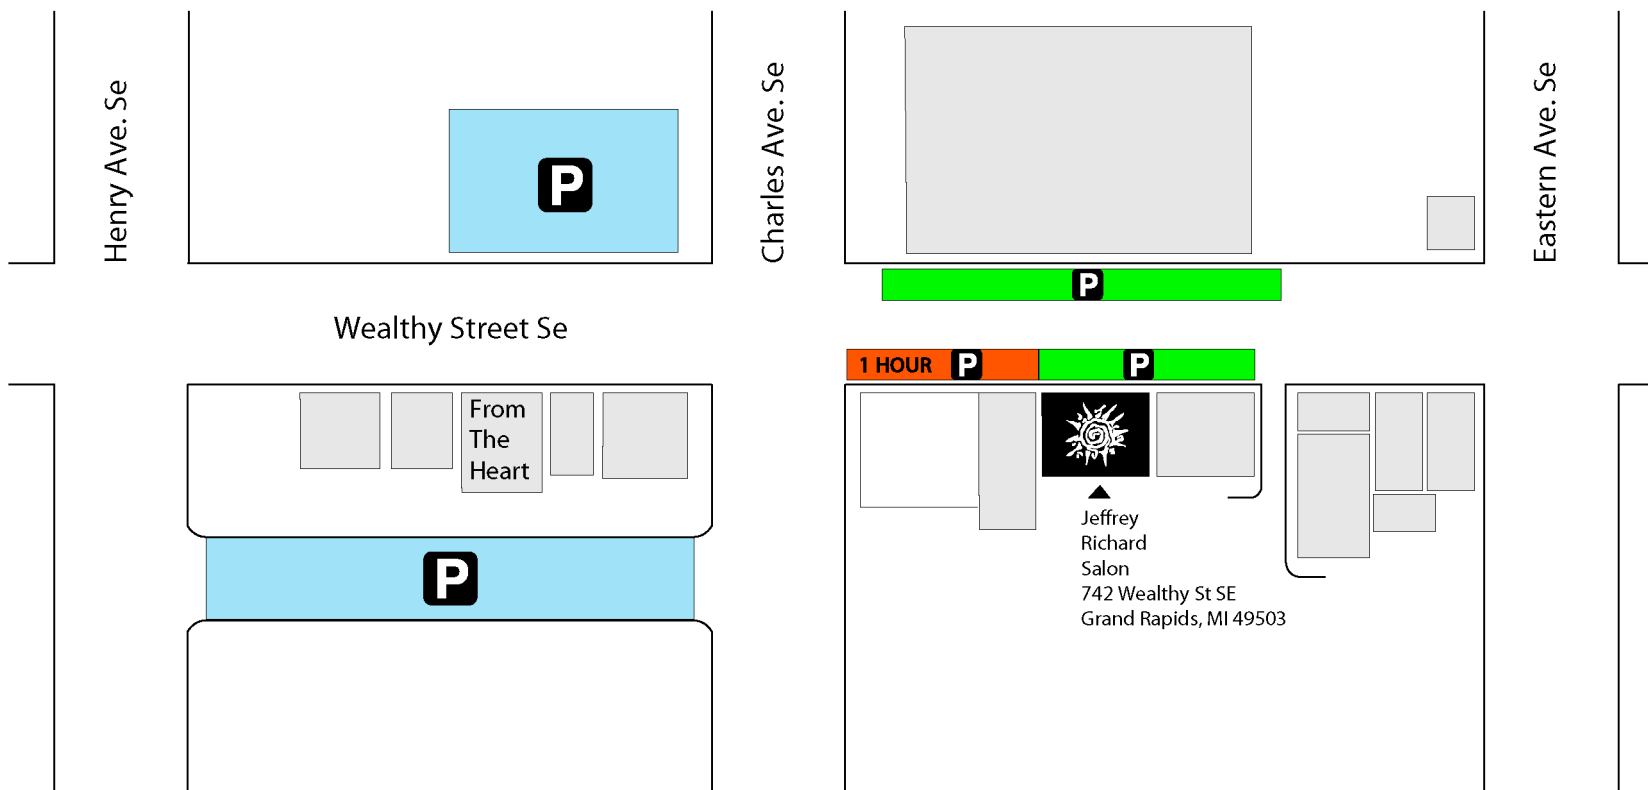 Henry Ave. Se
P
Charles Ave. Se
Eastern Ave. Se
P
Wealthy Street Se
1 HOUR P
P
From
The
Heart
Jeffrey
Richard
Salon
742 Wealthy St SE
Grand Rapids, MI 49503
P